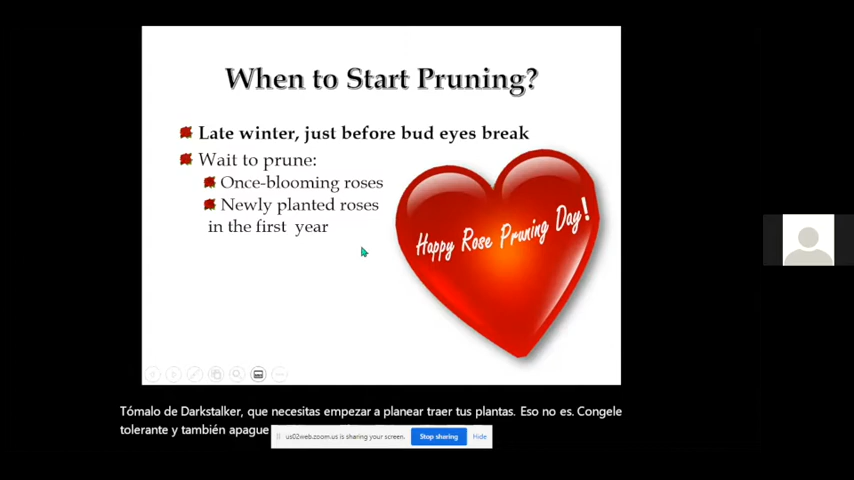 When to Start Pruning?
Late winter, just before bud eyes break
Wait to prune:
Once-blooming roses
Newly planted roses
in the first year
Happy Rose Pruning Day!
Tómalo de Darkstalker, que necesitas empezar a planear traer tus plantas. Eso no es. Congele
tolerante y también apague
us02web.zoom.us is sharing your screen. Stop sharing Hide